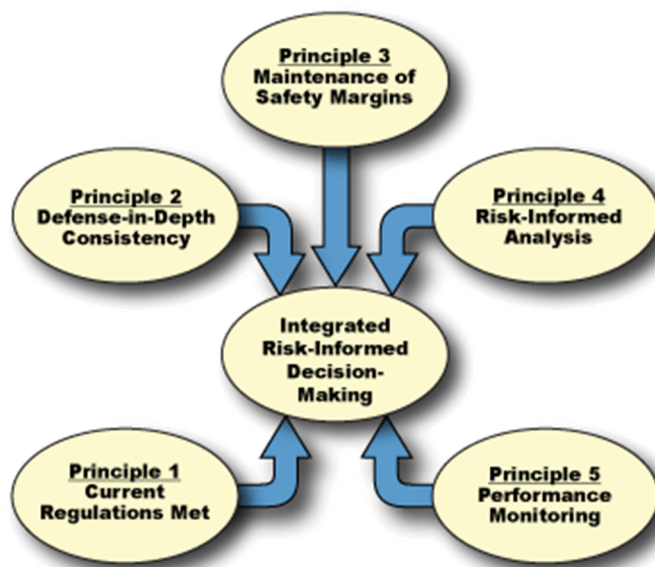 Principle 3
Maintenance of
Safety Margins
Principle 2
Defense-in-Depth
Consistency
Principle 4
Risk-Informed
Analysis
Integrated
Risk-Informed
Decision-
Making
Principle 1
Current
Regulations Met
Principle 5
Performance
Monitoring